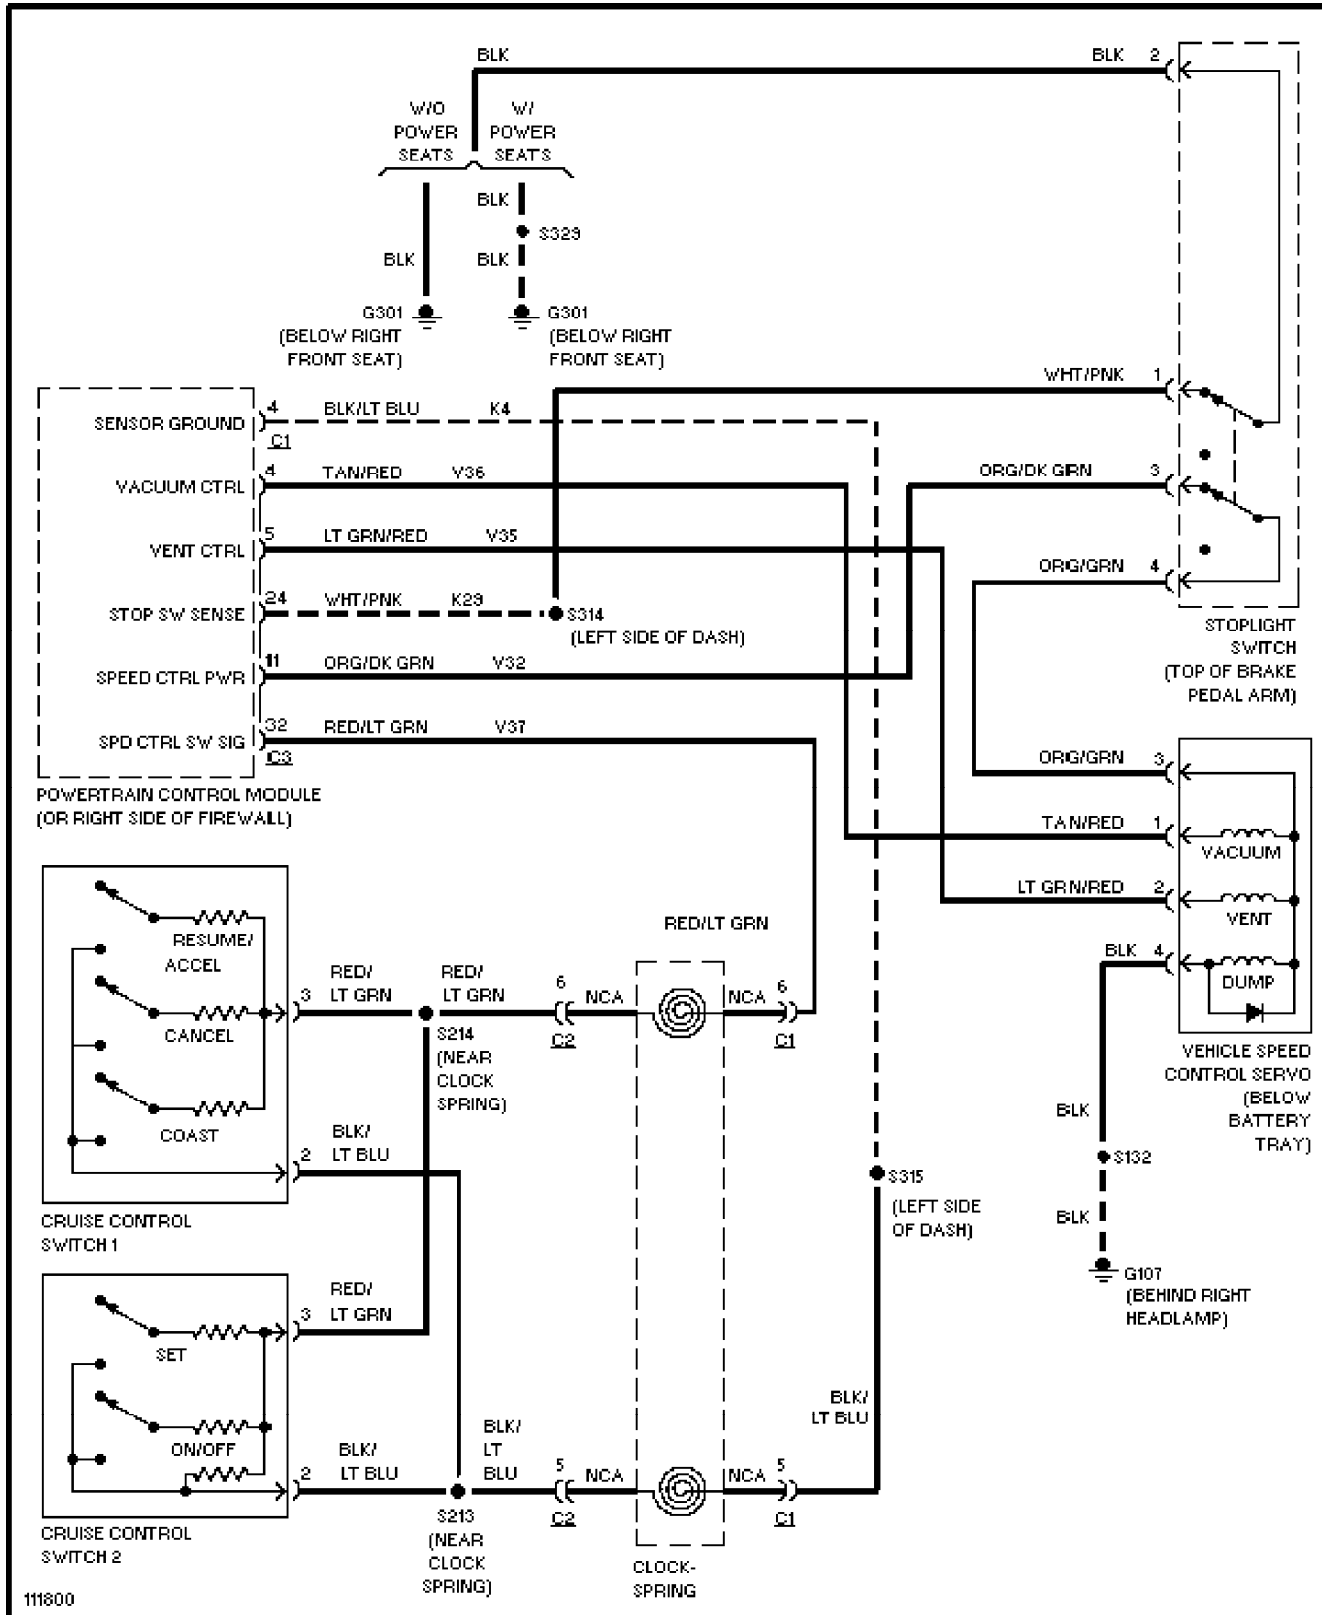 BLK
BLK 2
W/O
POWER
SEATS
W/
POWER
SEATS
BLK
S329
BLK
BLK
G301
(BELOW RIGHT
FRONT SEAT)
G301
(BELOW RIGHT
FRONT SEAT)
WHT/PNK 1
SENSOR GROUND
4
BLK/LT BLU K4
C1
VACUUM CTRL
4
TAN/RED V36
ORG/DK GRN 3
VENT CTRL
5
LT GRN/RED V35
ORG/GRN 4
STOP SW SENSE
24
WHT/PNK K29
S314
(LEFT SIDE OF DASH)
STOPLIGHT
SWITCH
(TOP OF BRAKE
PEDAL ARM)
SPEED CTRL PWR
11
ORG/DK GRN V32
SPD CTRL SW SIG
32
RED/LT GRN V37
C3
POWERTRAIN CONTROL MODULE
(OR RIGHT SIDE OF FIREWALL)
ORG/GRN 3
TAN/RED 1
VACUUM
LT GRN/RED 2
VENT
BLK 4
DUMP
VEHICLE SPEED
CONTROL SERVO
(BELOW
BATTERY
TRAY)
RED/LT GRN
RESUME/
ACCEL
CANCEL
COAST
3
RED/
LT GRN
RED/
LT GRN
6
NCA
NCA
6
C2
C1
S214
(NEAR
CLOCK
SPRING)
2
BLK/
LT BLU
CRUISE CONTROL
SWITCH 1
BLK
S132
BLK
G107
(BEHIND RIGHT
HEADLAMP)
S315
(LEFT SIDE
OF DASH)
SET
3
RED/
LT GRN
ON/OFF
2
BLK/
LT BLU
BLK/
LT
BLU
5
NCA
NCA
5
BLK/
LT BLU
C2
C1
S213
(NEAR
CLOCK
SPRING)
CRUISE CONTROL
SWITCH 2
CLOCK-
SPRING
111800